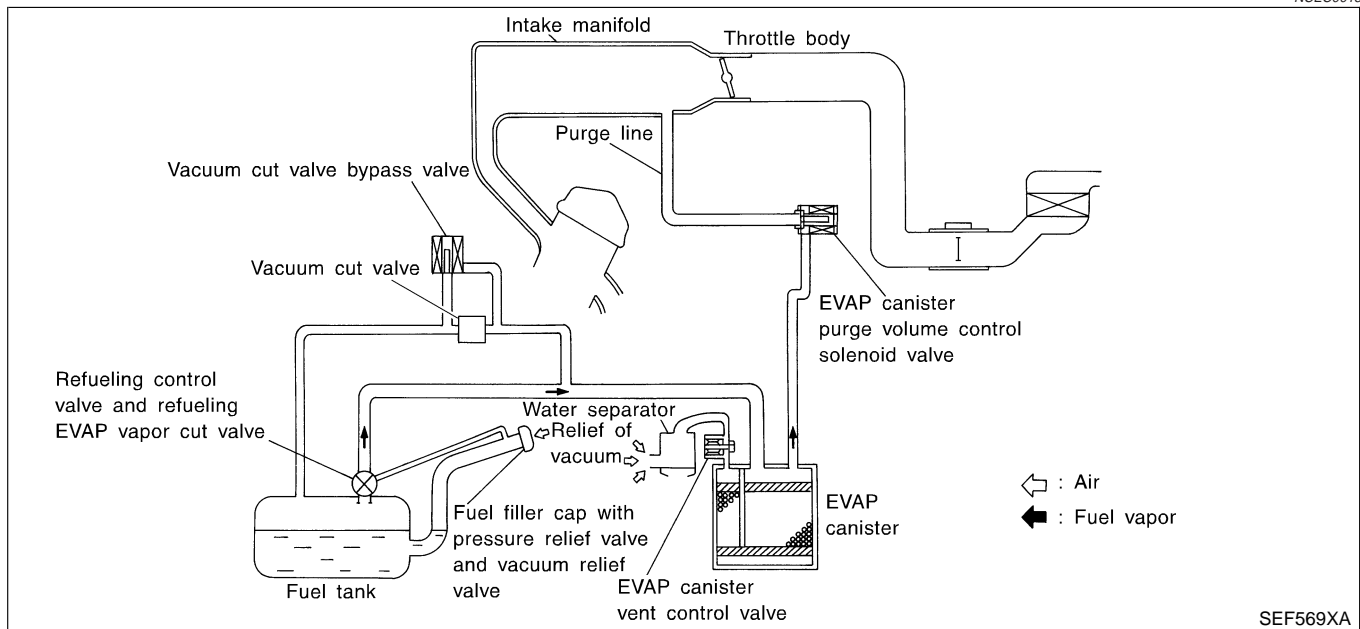 Intake manifold
Throttle body
Purge line
Vacuum cut valve bypass valve
Vacuum cut valve
EVAP canister
purge volume control
solenoid valve
Refueling control
valve and refueling
EVAP vapor cut valve
Water separator
Relief of
vacuum
: Air
: Fuel vapor
EVAP
canister
Fuel filler cap with
pressure relief valve
and vacuum relief
valve
Fuel tank
EVAP canister
vent control valve
SEF569XA